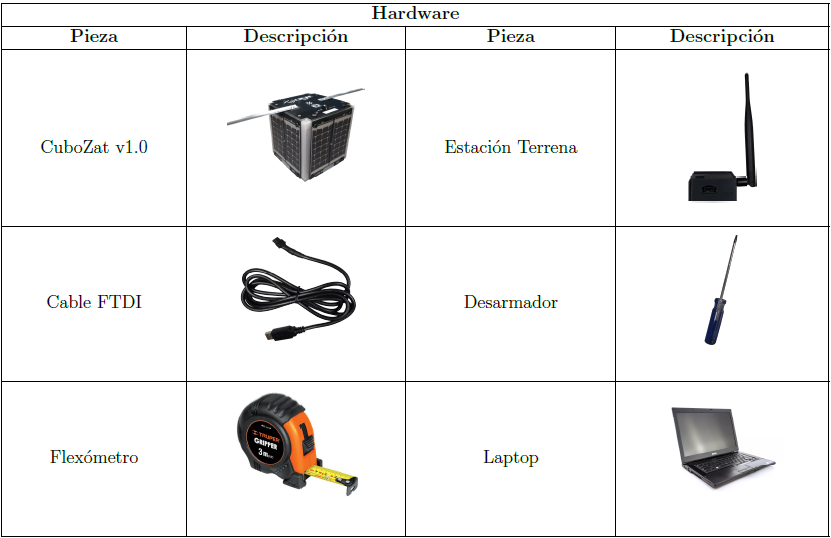 Hardware
Pieza Descripción Pieza Descripción
CuboZat v1.0 Estación Terrena
Cable FTDI Desarmador
TRUPER
GRIPPER
3m
Flexómetro Laptop